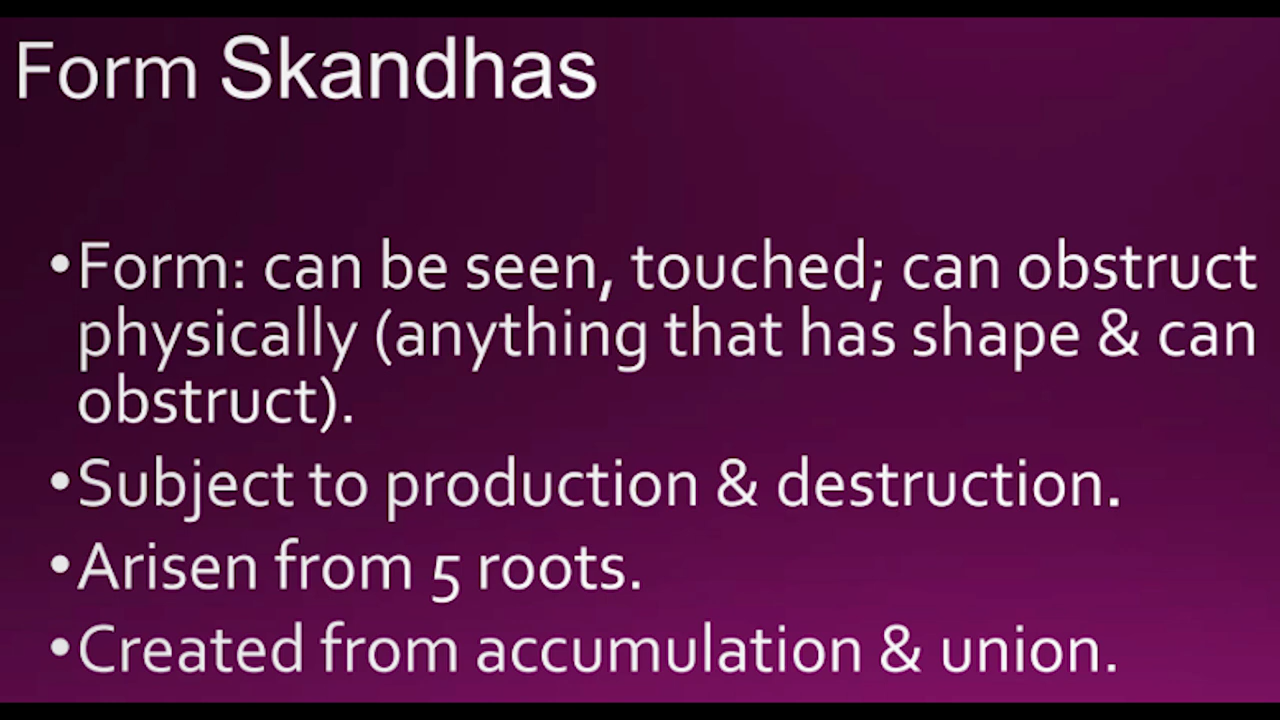 Form Skandhas
•Form: can be seen, touched; can obstruct
physically (anything that has shape & can
obstruct).
•Subject to production & destruction.
•Arisen from 5 roots.
•Created from accumulation & union.